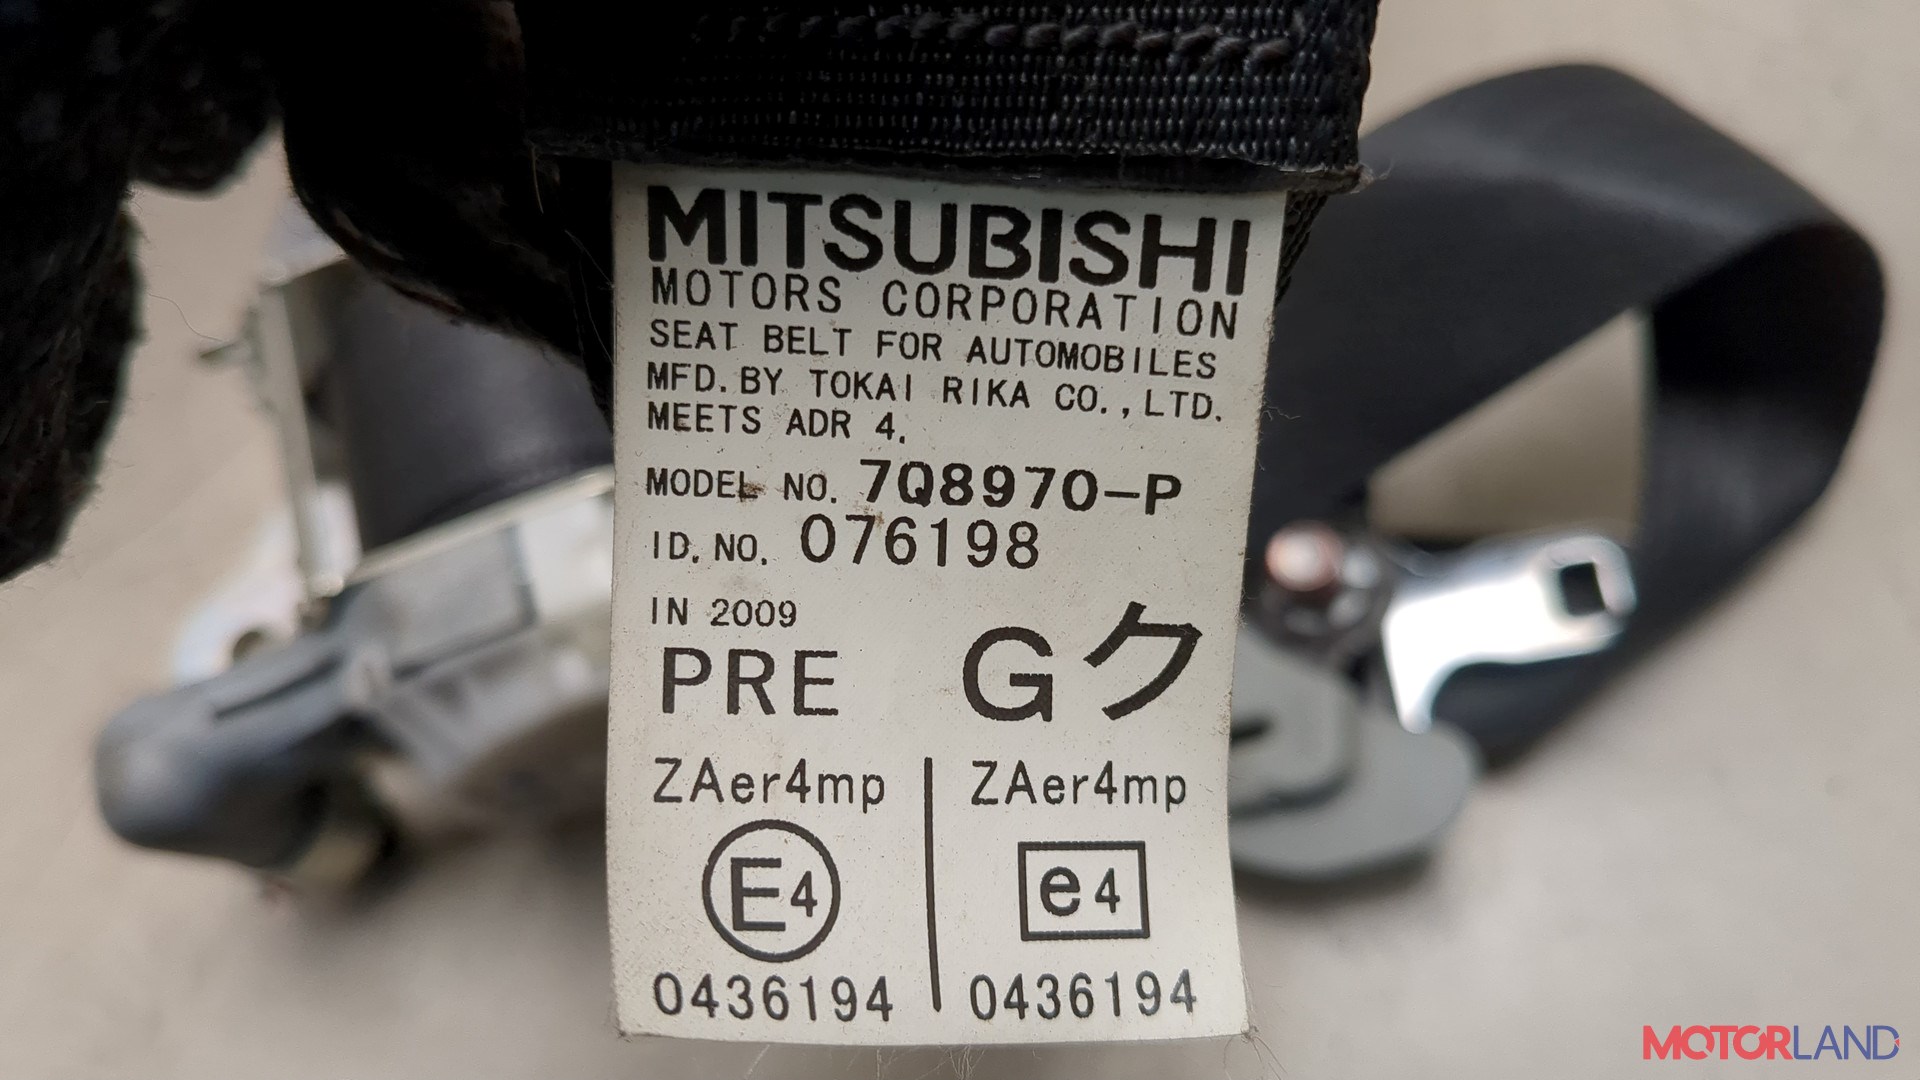 MITSUBISHI
MOTORS CORPORATION
SEAT BELT FOR AUTOMOBILES
MFD. BY TOKAI RIKA CO., LTD.
MEETS ADR 4.
MODEL NO. 7Q8970-P
ID. NO. 076198
IN 2009
PRE Gク
ZAer4mp ZAer4mp
E4 e4
0436194 0436194
MOTORLAND